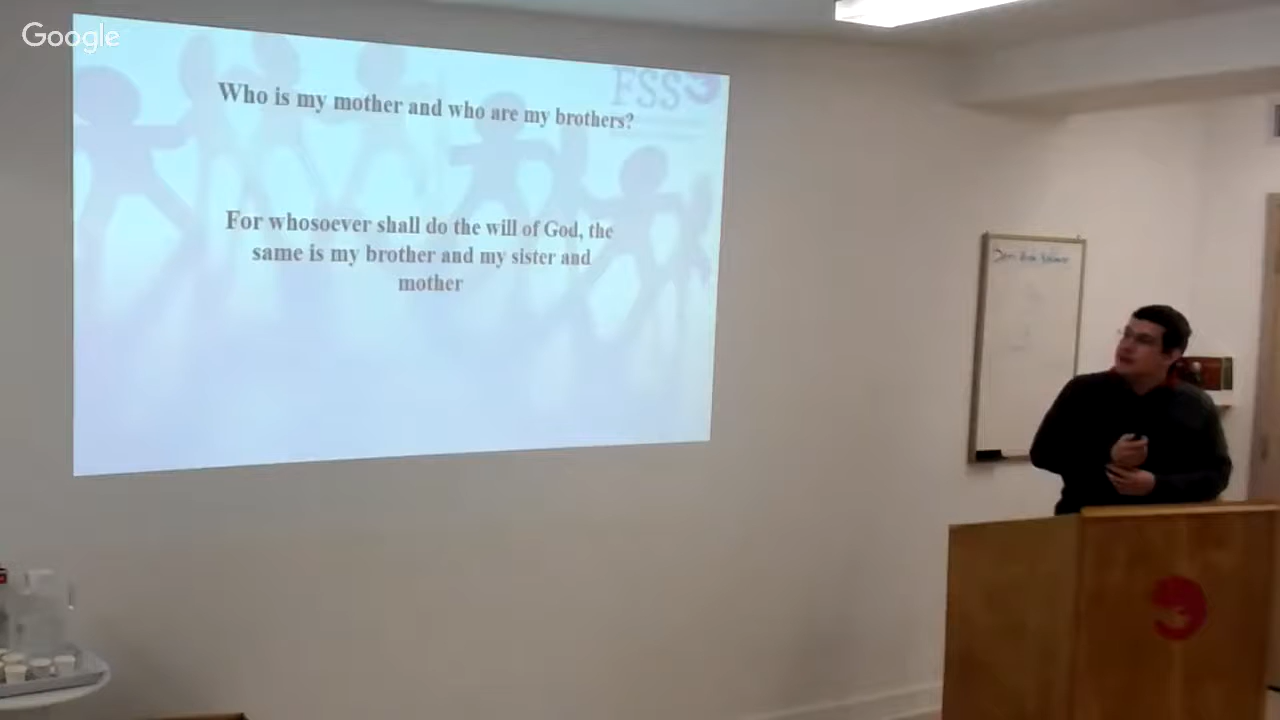 Google
FSS
Who is my mother and who are my brothers?
For whosoever shall do the will of God, the
same is my brother and my sister and
mother